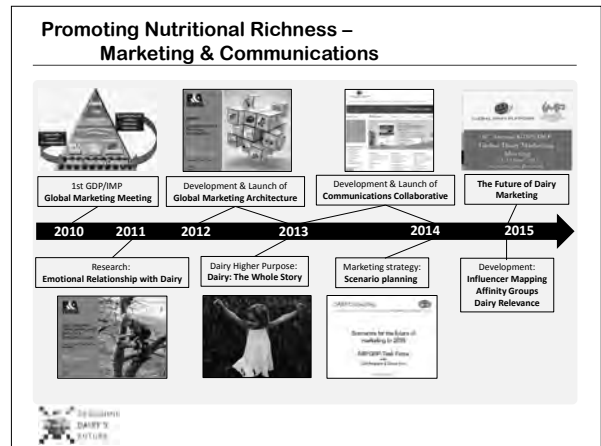 Promoting Nutritional Richness –
Marketing & Communications
1st GDP/IMP
Global Marketing Meeting
Development & Launch of
Global Marketing Architecture
Development & Launch of
Communications Collaborative
The Future of Dairy
Marketing
2010
2011
2012
2013
2014
2015
Research:
Emotional Relationship with Dairy
Dairy Higher Purpose:
Dairy: The Whole Story
Marketing strategy:
Scenario planning
Development:
Influencer Mapping
Affinity Groups
Dairy Relevance
Scenarios for the future of
marketing in
DESIGNING
DAIRY'S
FUTURE